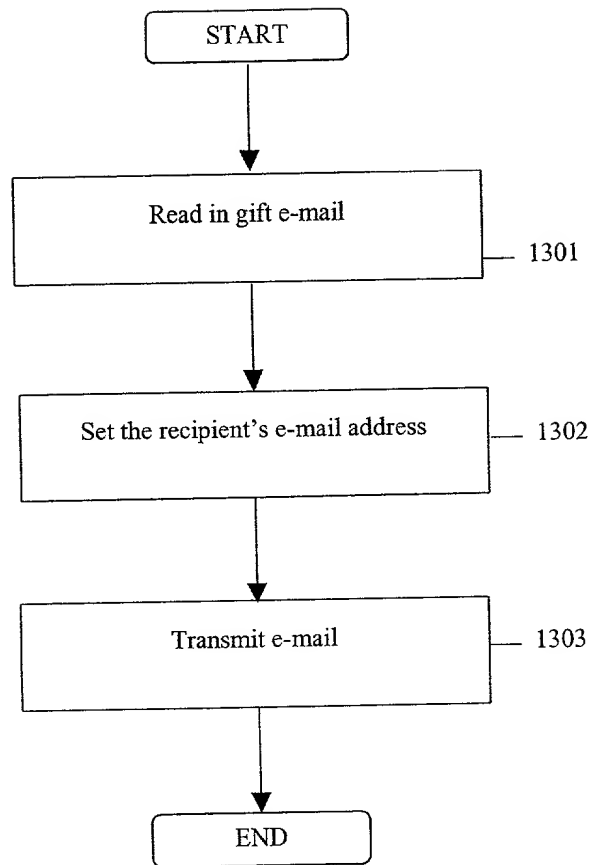 START
Read in gift e-mail
1301
Set the recipient's e-mail address
1302
Transmit e-mail
1303
END